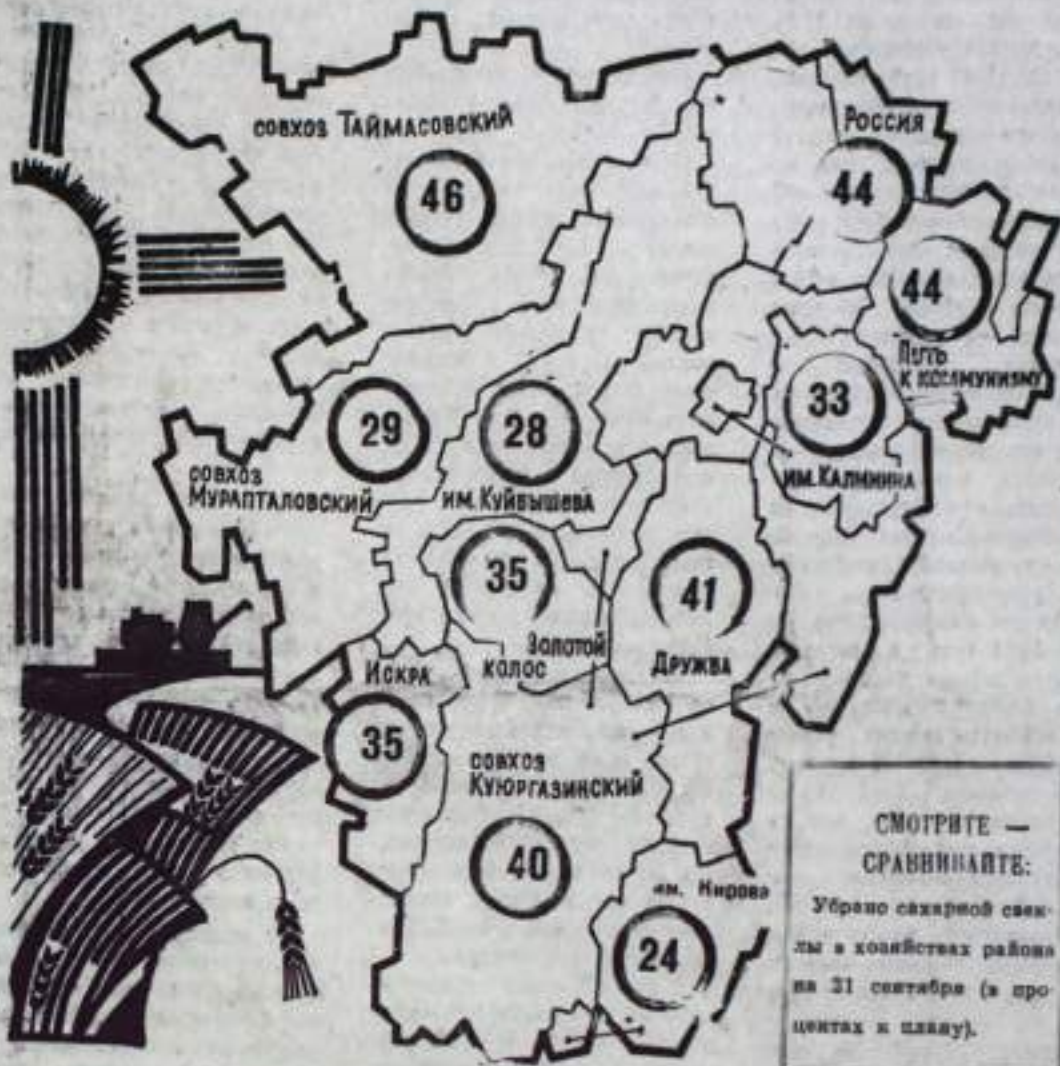 совхоз Таймасовский
46
Россия
44
44
Путь
к коммунизму
33
им. Калинина
29
совхоз
Мурапталовский
28
им. Куйбышева
35
Золотой
колос
41
Дружба
Искра
35
совхоз
Куюргазинский
40
им. Кирова
24
СМОТРИТЕ —
СРАВНИВАЙТЕ:
Убрано сахарной свек-
лы в хозяйствах района
на 21 сентября (в про-
центах к плану).